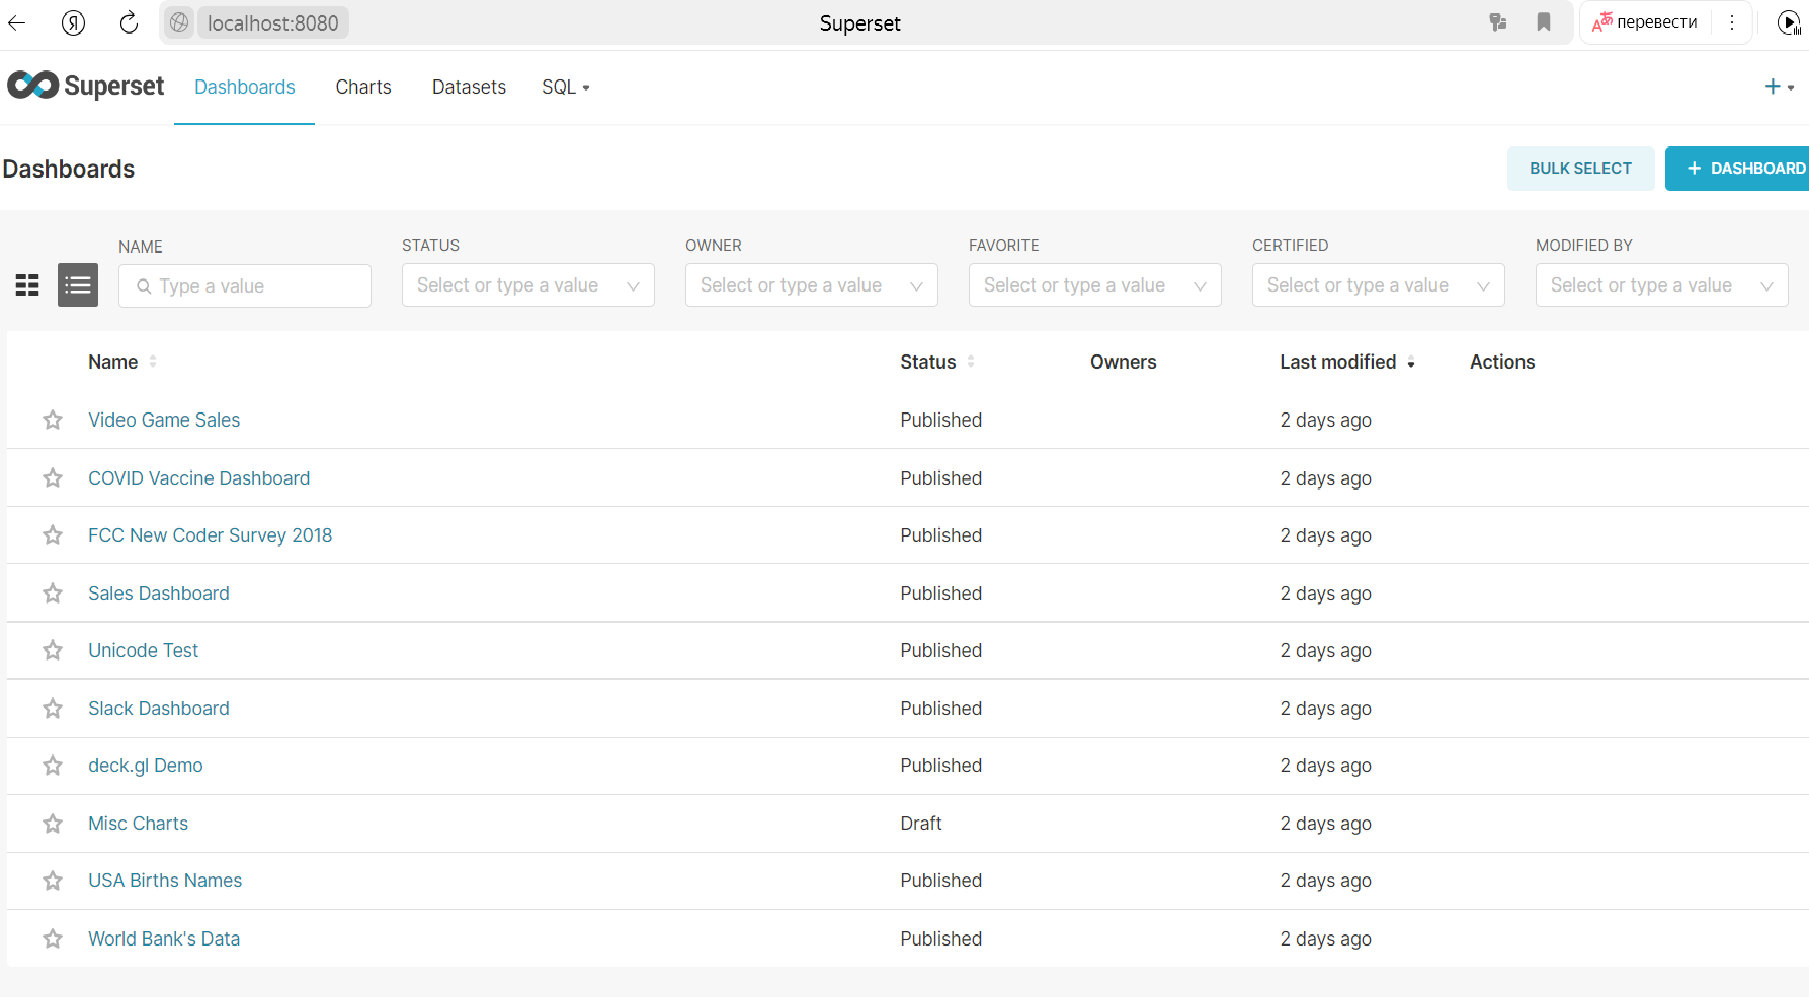 localhost:8080 Superset перевести
Superset Dashboards Charts Datasets SQL
Dashboards BULK SELECT + DASHBOARD
NAME STATUS OWNER FAVORITE CERTIFIED MODIFIED BY
Type a value Select or type a value Select or type a value Select or type a value Select or type a value Select or type a value
Name Status Owners Last modified Actions
Video Game Sales Published 2 days ago
COVID Vaccine Dashboard Published 2 days ago
FCC New Coder Survey 2018 Published 2 days ago
Sales Dashboard Published 2 days ago
Unicode Test Published 2 days ago
Slack Dashboard Published 2 days ago
deck.gl Demo Published 2 days ago
Misc Charts Draft 2 days ago
USA Births Names Published 2 days ago
World Bank's Data Published 2 days ago